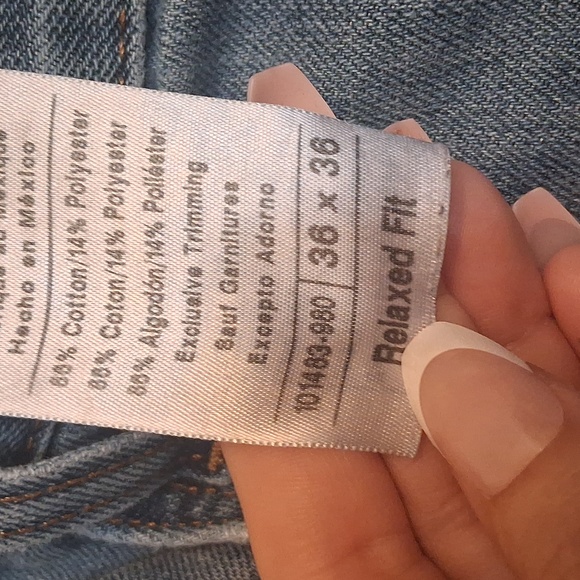 Hecho en México
86% Cotton/14% Polyester
86% Coton/14% Polyester
86% Algodón/14% Poliéster
Exclusive Trimming
Sauf Garnitures
Excepto Adorno
101483-980 36 x 36
Relaxed Fit